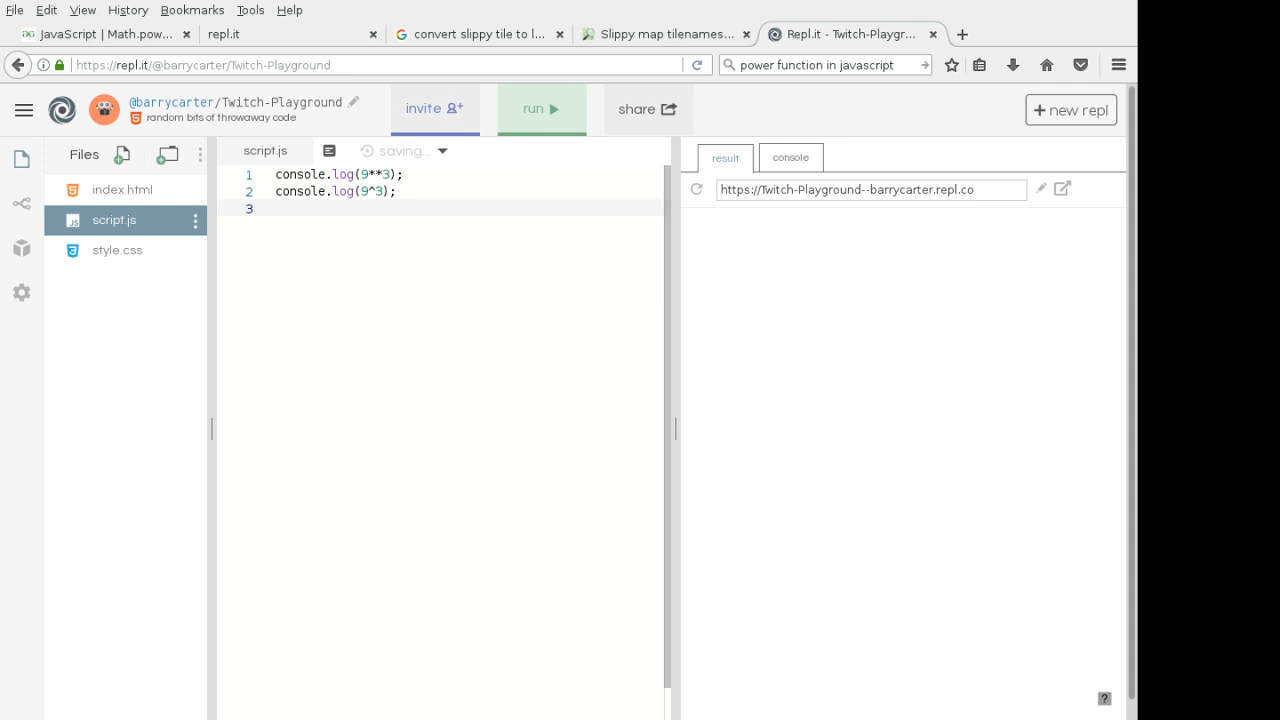 File Edit View History Bookmarks Tools Help
JavaScript | Math.pow...
repl.it
convert slippy tile to l...
Slippy map tilenames...
Repl.it - Twitch-Playgr...
https://repl.it/@barrycarter/Twitch-Playground
power function in javascript
@barrycarter/Twitch-Playground
random bits of throwaway code
invite
run
share
+ new repl
Files
index.html
script.js
style.css
script.js
saving...
1 console.log(9**3);
2 console.log(9^3);
3
result
console
https://Twitch-Playground--barrycarter.repl.co
?